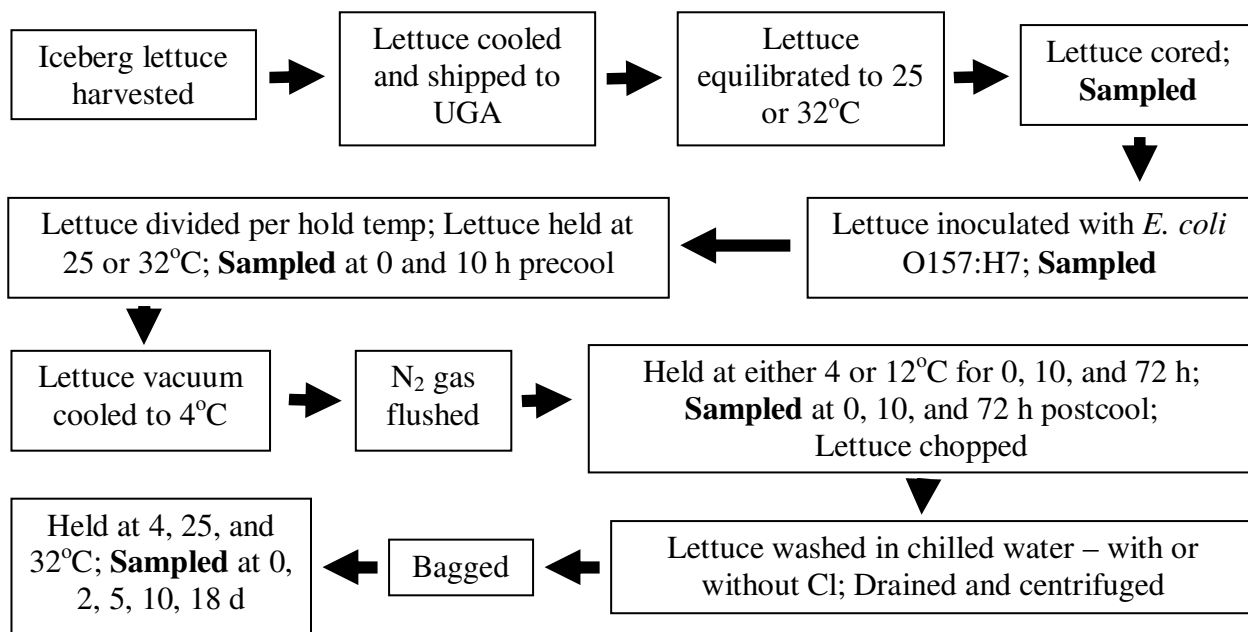 Iceberg lettuce
harvested
Lettuce cooled
and shipped to
UGA
Lettuce
equilibrated to 25
or 32°C
Lettuce cored;
Sampled
Lettuce inoculated with E. coli
O157:H7; Sampled
Lettuce divided per hold temp; Lettuce held at
25 or 32°C; Sampled at 0 and 10 h precool
Lettuce vacuum
cooled to 4°C
N₂ gas
flushed
Held at either 4 or 12°C for 0, 10, and 72 h;
Sampled at 0, 10, and 72 h postcool;
Lettuce chopped
Lettuce washed in chilled water – with or
without Cl; Drained and centrifuged
Bagged
Held at 4, 25, and
32°C; Sampled at 0,
2, 5, 10, 18 d